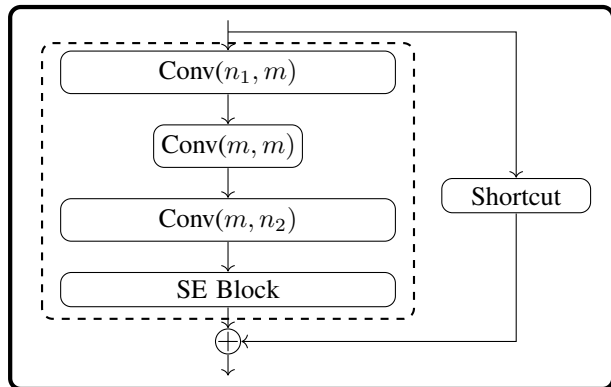 Conv(n₁, m)
Conv(m, m)
Conv(m, n₂)
Shortcut
SE Block